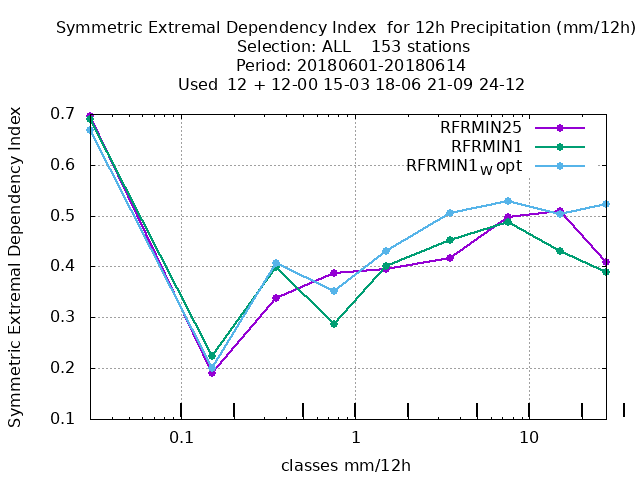 Symmetric Extremal Dependency Index  for 12h Precipitation (mm/12h)
Selection: ALL    153 stations
Period: 20180601-20180614
Used  12 + 12-00 15-03 18-06 21-09 24-12
Symmetric Extremal Dependency Index
0.7
0.6
0.5
0.4
0.3
0.2
0.1
RFRMIN25
RFRMIN1
RFRMIN1w opt
0.1 1 10
classes mm/12h